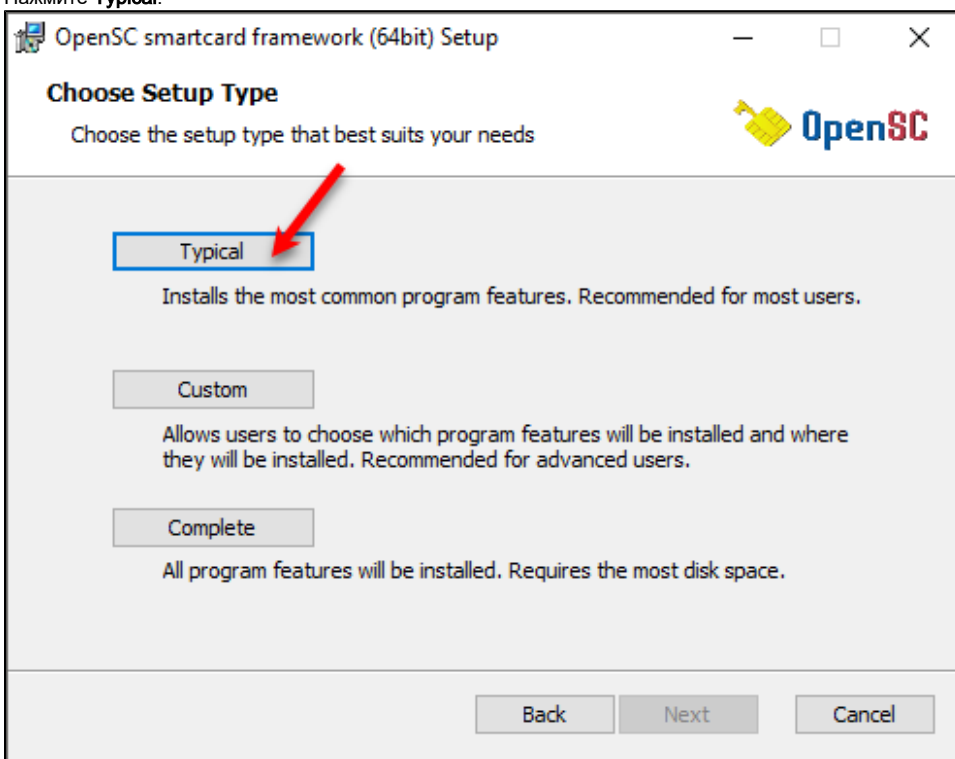 Нажмите Typical.
OpenSC smartcard framework (64bit) Setup
Choose Setup Type
Choose the setup type that best suits your needs
OpenSC
Typical
Installs the most common program features. Recommended for most users.
Custom
Allows users to choose which program features will be installed and where
they will be installed. Recommended for advanced users.
Complete
All program features will be installed. Requires the most disk space.
Back Next Cancel